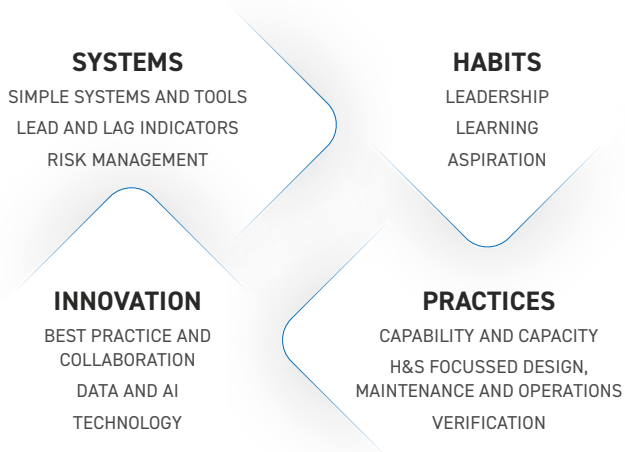 SYSTEMS
SIMPLE SYSTEMS AND TOOLS
LEAD AND LAG INDICATORS
RISK MANAGEMENT
HABITS
LEADERSHIP
LEARNING
ASPIRATION
INNOVATION
BEST PRACTICE AND
COLLABORATION
DATA AND AI
TECHNOLOGY
PRACTICES
CAPABILITY AND CAPACITY
H&S FOCUSSED DESIGN,
MAINTENANCE AND OPERATIONS
VERIFICATION